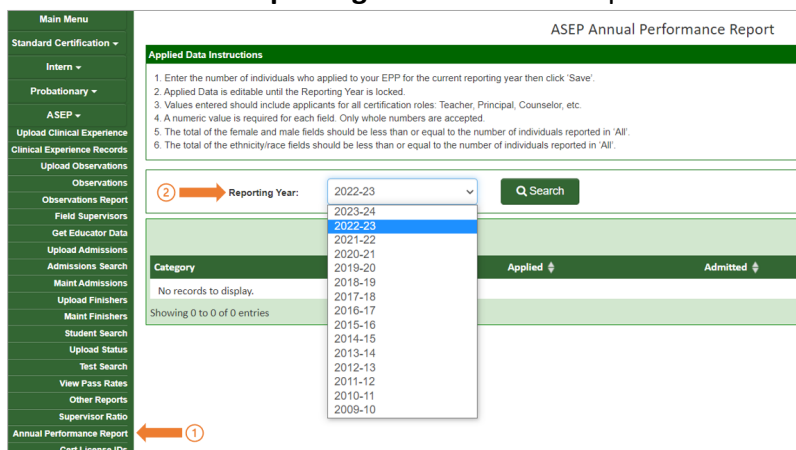 Main Menu
Standard Certification
Intern
Probationary
ASEP
Upload Clinical Experience
Clinical Experience Records
Upload Observations
Observations
Observations Report
Field Supervisors
Get Educator Data
Upload Admissions
Admissions Search
Maint Admissions
Upload Finishers
Maint Finishers
Student Search
Upload Status
Test Search
View Pass Rates
Other Reports
Supervisor Ratio
Annual Performance Report
Cert License IDs
1
ASEP Annual Performance Report
Applied Data Instructions
1. Enter the number of individuals who applied to your EPP for the current reporting year then click 'Save'.
2. Applied Data is editable until the Reporting Year is locked.
3. Values entered should include applicants for all certification roles: Teacher, Principal, Counselor, etc.
4. A numeric value is required for each field. Only whole numbers are accepted.
5. The total of the female and male fields should be less than or equal to the number of individuals reported in 'All'.
6. The total of the ethnicity/race fields should be less than or equal to the number of individuals reported in 'All'.
2 Reporting Year: 2022-23 Search
2023-24
2022-23
2021-22
2020-21
2019-20
2018-19
2017-18
2016-17
2015-16
2014-15
2013-14
2012-13
2011-12
2010-11
2009-10
Category Applied Admitted
No records to display.
Showing 0 to 0 of 0 entries